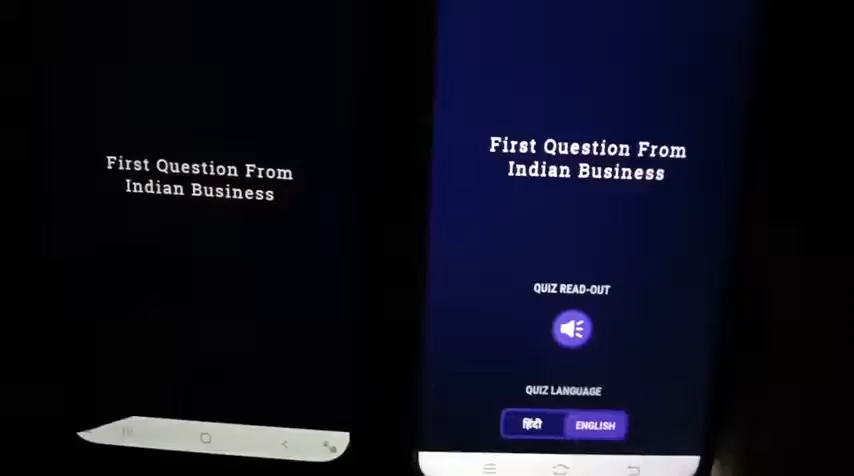 First Question From
Indian Business
First Question From
Indian Business
QUIZ READ-OUT
QUIZ LANGUAGE
हिंदी ENGLISH